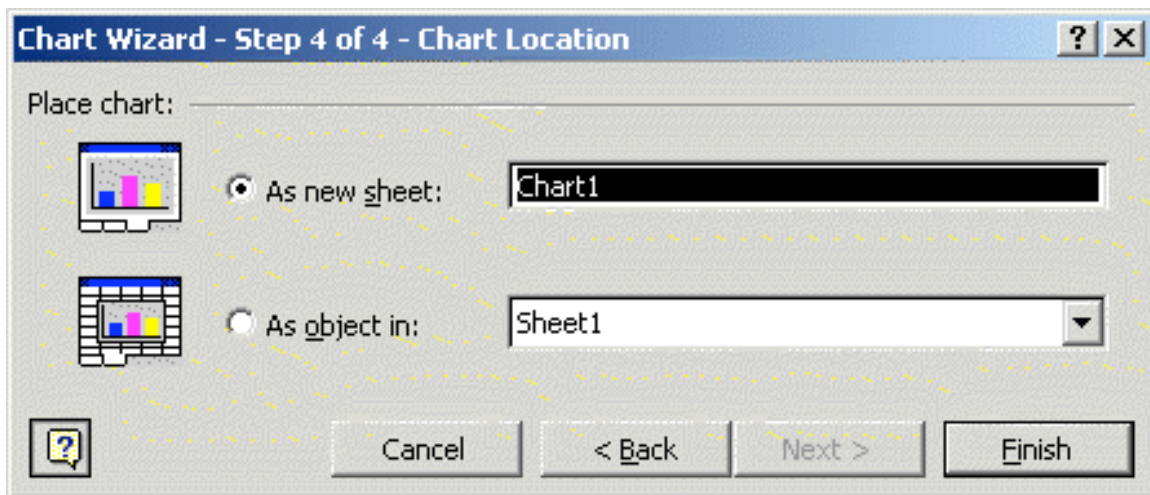 Chart Wizard - Step 4 of 4 - Chart Location
Place chart:
As new sheet: Chart1
As object in: Sheet1
Cancel < Back Next > Finish